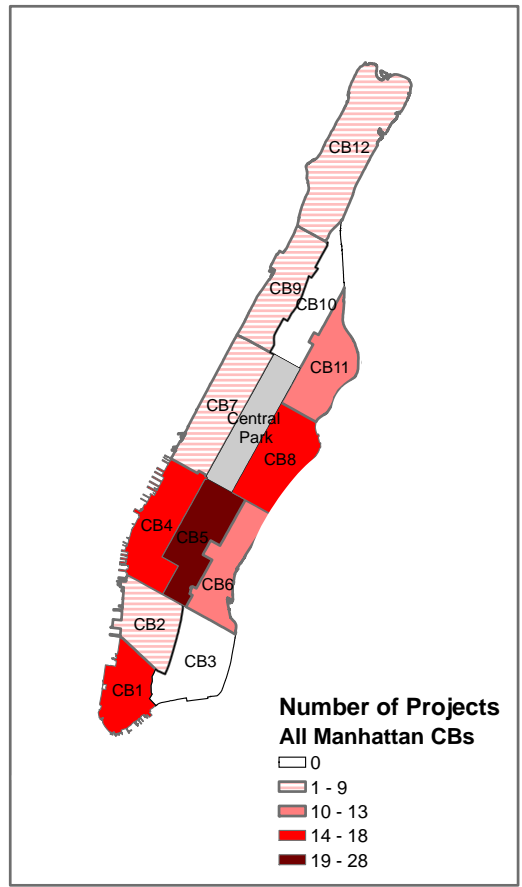 CB12
CB9
CB10
CB11
CB7
Central
Park
CB8
CB4
CB5
CB6
CB2
CB3
CB1
Number of Projects
All Manhattan CBs
0
1 - 9
10 - 13
14 - 18
19 - 28